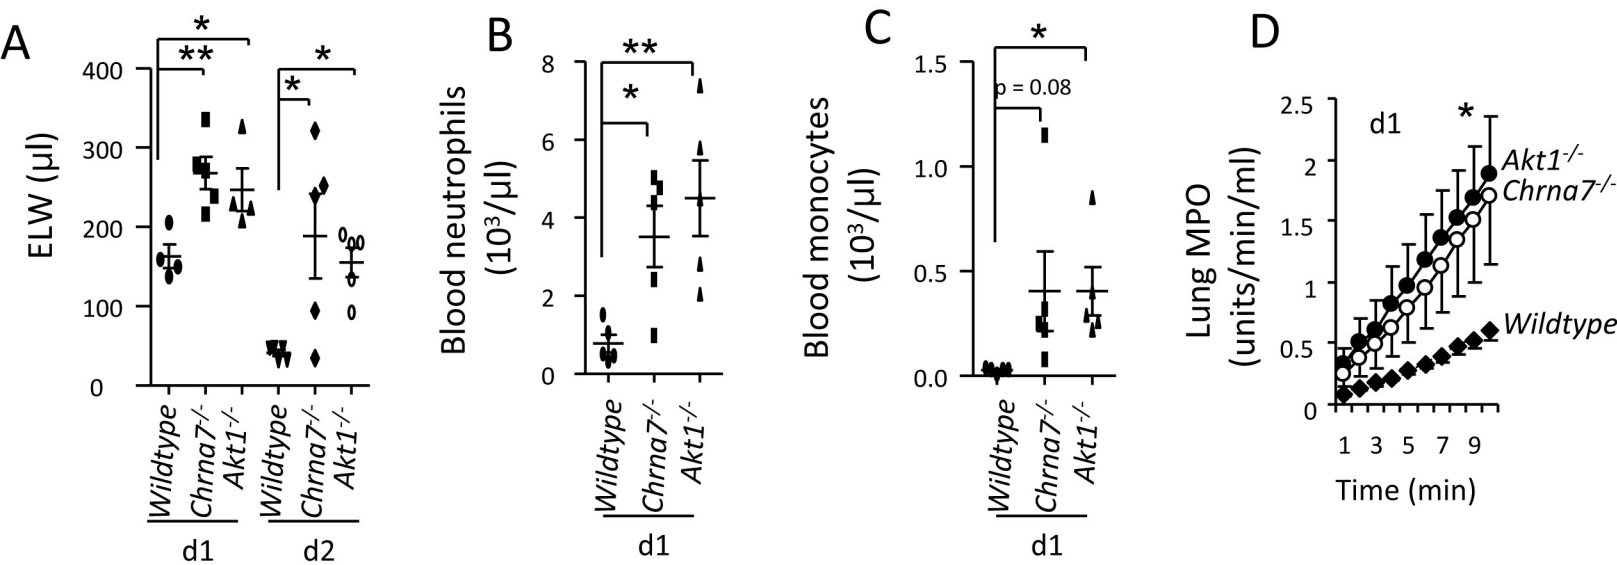 A
ELW (µl)
400
300
200
100
0
*
**
*
*
Wildtype
Chrna7-/-
Akt1-/-
Wildtype
Chrna7-/-
Akt1-/-
d1
d2
B
Blood neutrophils
(10³/µl)
8
6
4
2
0
**
*
Wildtype
Chrna7-/-
Akt1-/-
d1
C
Blood monocytes
(10³/µl)
1.5
1.0
0.5
0.0
*
p = 0.08
Wildtype
Chrna7-/-
Akt1-/-
d1
D
Lung MPO
(units/min/ml)
2.5
2
1.5
1
0.5
0
d1
*
Akt1-/-
Chrna7-/-
Wildtype
1 3 5 7 9
Time (min)